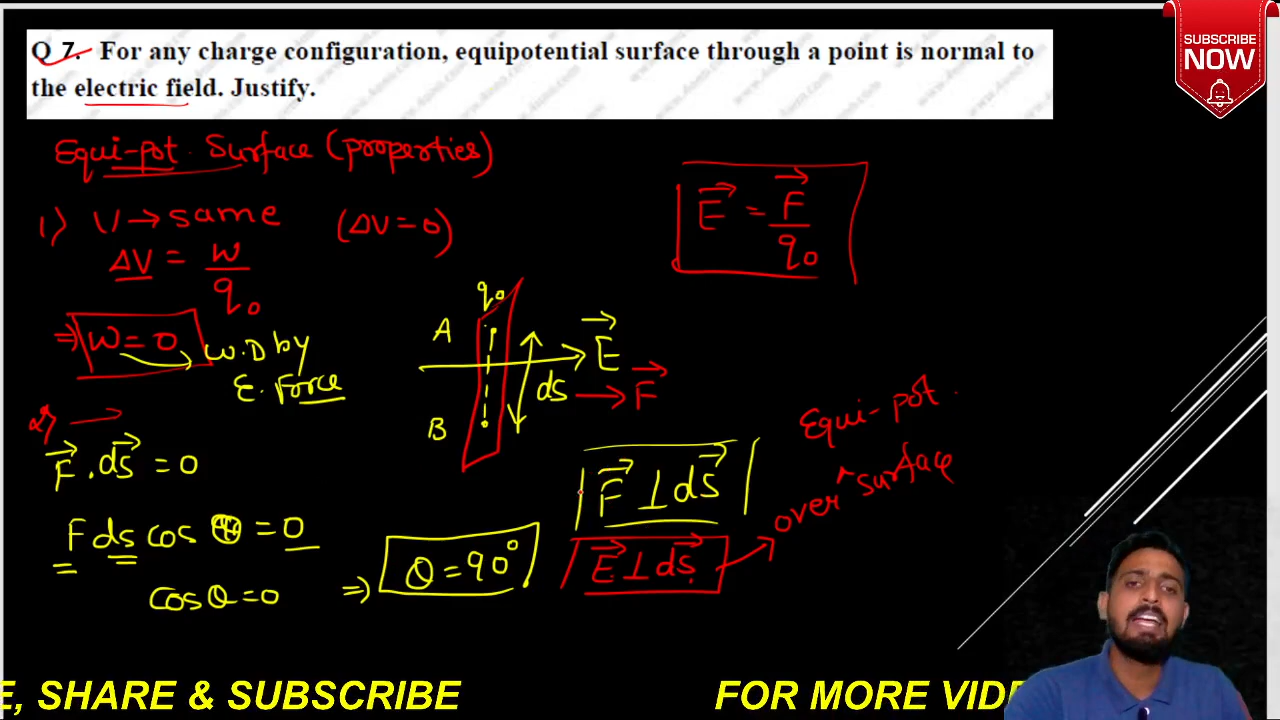 Q 7. For any charge configuration, equipotential surface through a point is normal to
the electric field. Justify.
SUBSCRIBE
NOW
Equi-pot. Surface (properties)
1) V → same (ΔV = 0)
ΔV = W/q₀
⇒ W = 0 → W.D by
E. Force
E⃗ = F⃗/q₀
q₀
A
E⃗
ds → F⃗
B
2) →
F⃗ . ds⃗ = 0
F ds cos θ = 0
cos θ = 0 ⇒ θ = 90°
F⃗ ⊥ ds⃗
E⃗ ⊥ ds⃗ → over ^ surface
Equi-pot.
E, SHARE & SUBSCRIBE FOR MORE VID